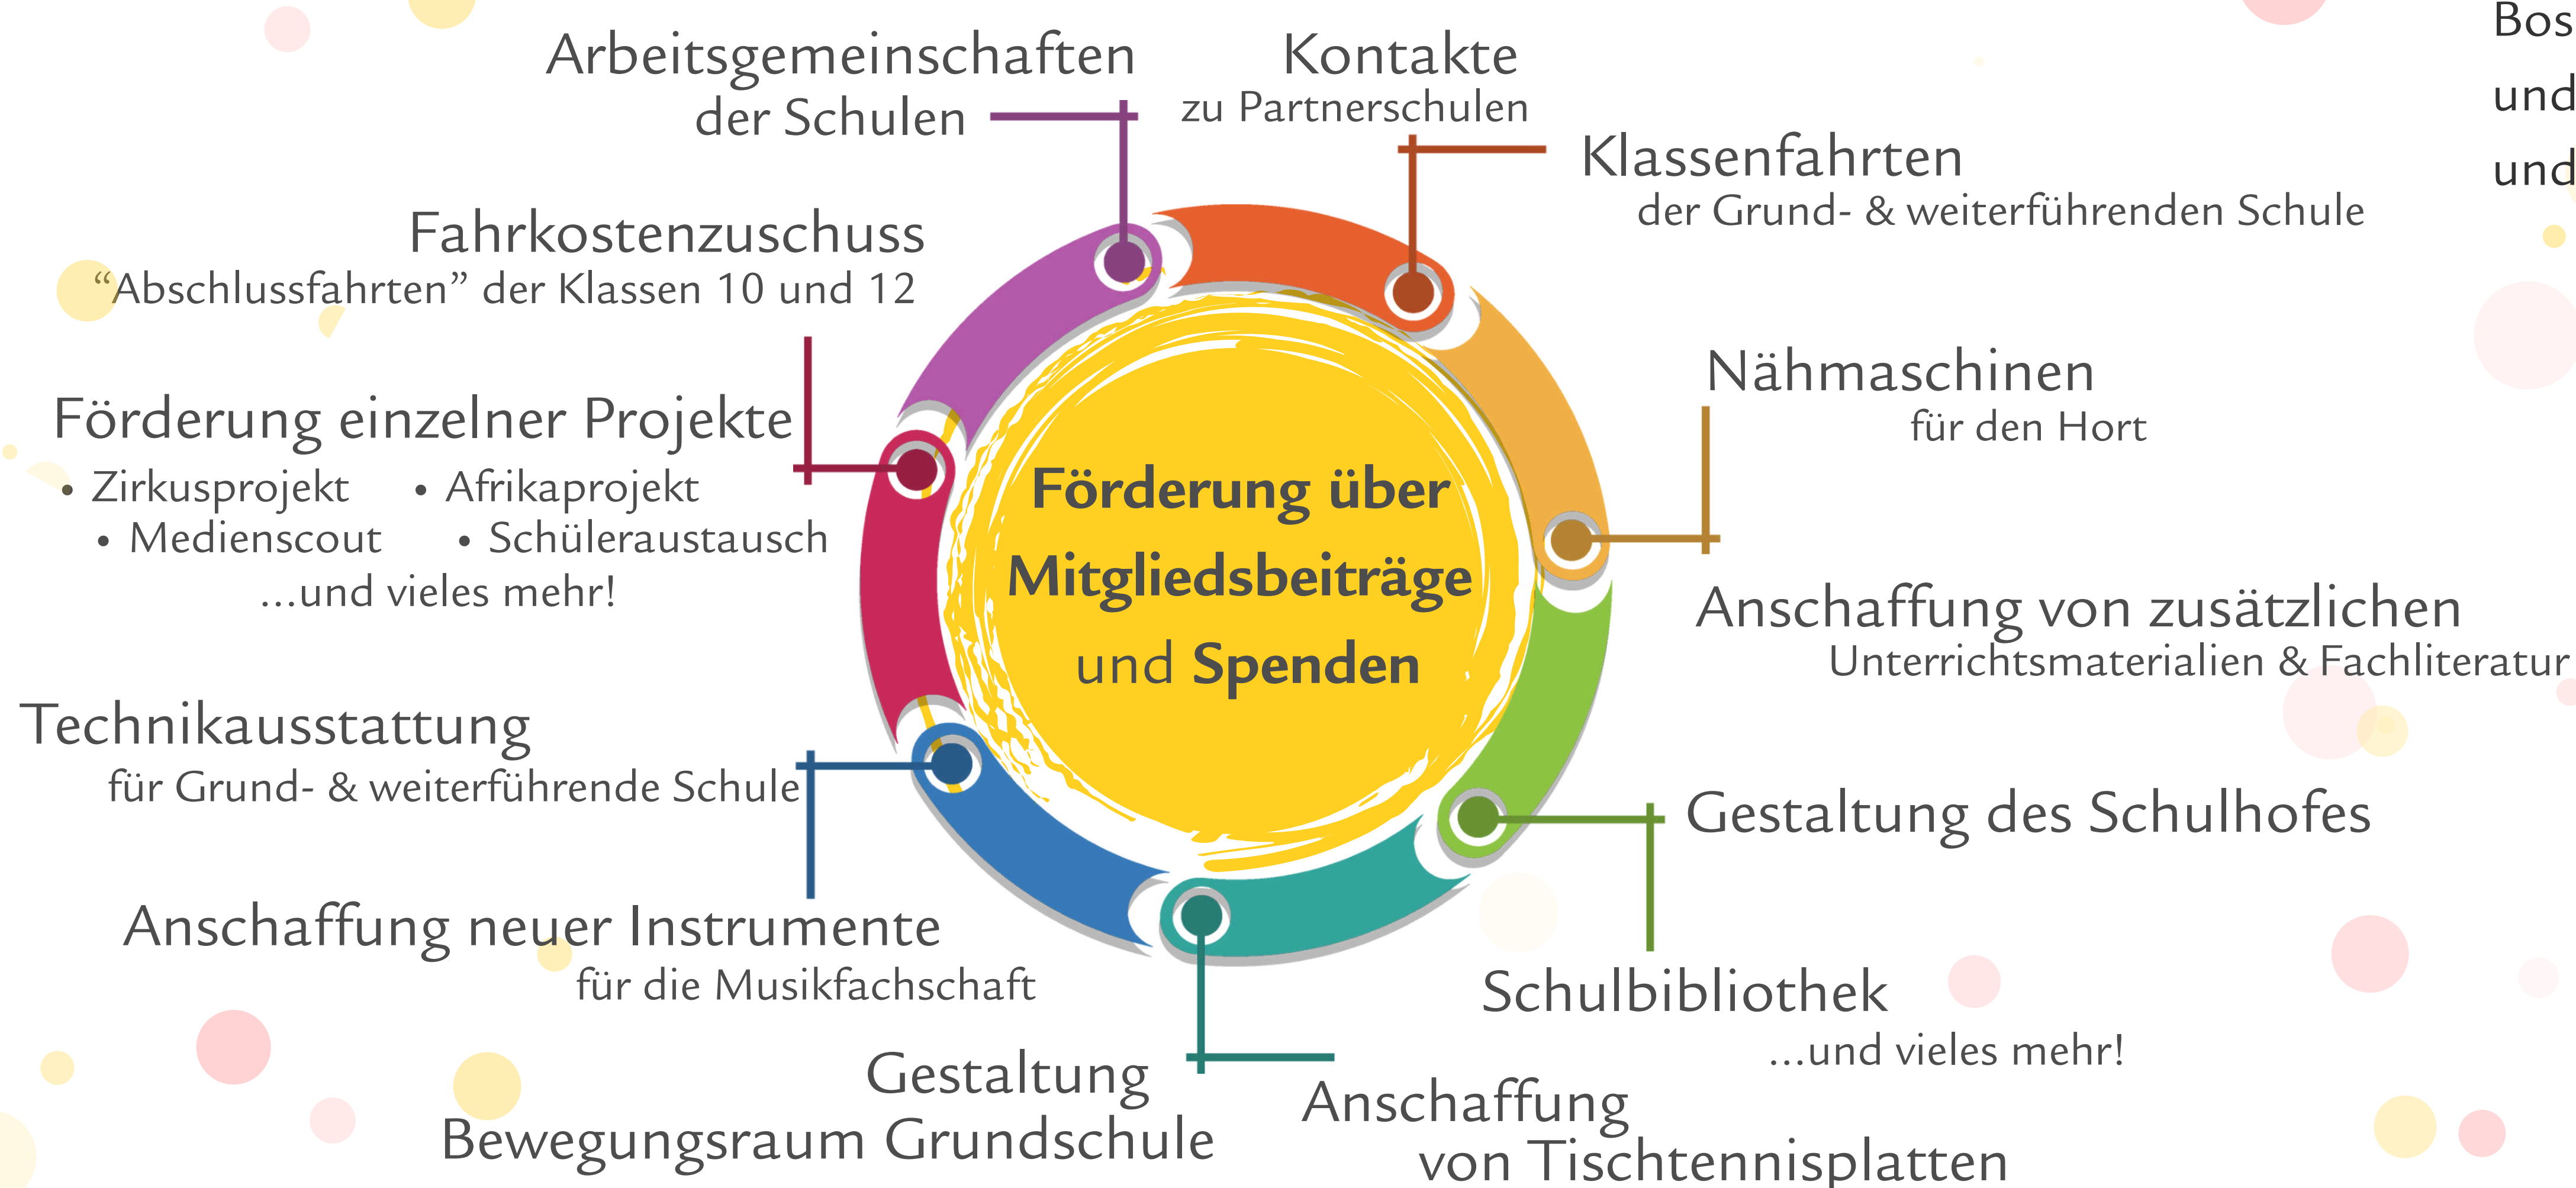 Arbeitsgemeinschaften
der Schulen
Kontakte
zu Partnerschulen
Klassenfahrten
der Grund- & weiterführenden Schule
Bos
und
und
Fahrkostenzuschuss
“Abschlussfahrten” der Klassen 10 und 12
Förderung einzelner Projekte
• Zirkusprojekt • Afrikaprojekt
• Medienscout • Schüleraustausch
...und vieles mehr!
Förderung über
Mitgliedsbeiträge
und Spenden
Nähmaschinen
für den Hort
Anschaffung von zusätzlichen
Unterrichtsmaterialien & Fachliteratur
Technikausstattung
für Grund- & weiterführende Schule
Gestaltung des Schulhofes
Anschaffung neuer Instrumente
für die Musikfachschaft
Schulbibliothek
...und vieles mehr!
Gestaltung
Bewegungsraum Grundschule
Anschaffung
von Tischtennisplatten